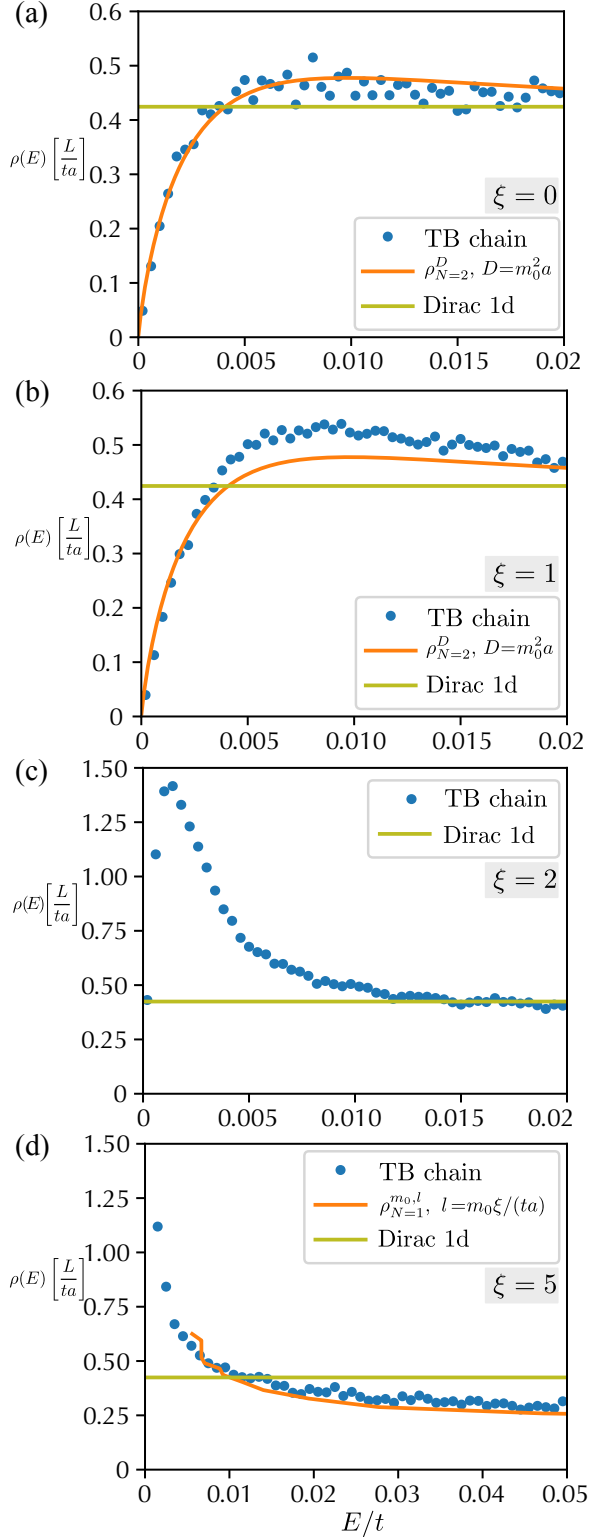 (a)
0.6
0.5
0.4
0.3
0.2
0.1
0
ρ(E) [L/ta]
ξ = 0
TB chain
ρ^D_{N=2}, D=m_0^2 a
Dirac 1d
0 0.005 0.010 0.015 0.02
(b)
0.6
0.5
0.4
0.3
0.2
0.1
0
ρ(E) [L/ta]
ξ = 1
TB chain
ρ^D_{N=2}, D=m_0^2 a
Dirac 1d
0 0.005 0.010 0.015 0.02
(c)
1.50
1.25
1.00
0.75
0.50
0.25
0
ρ(E) [L/ta]
TB chain
Dirac 1d
ξ = 2
0 0.005 0.010 0.015 0.02
(d)
1.50
1.25
1.00
0.75
0.50
0.25
0
ρ(E) [L/ta]
TB chain
ρ^{m_0,l}_{N=1}, l=m_0ξ/(ta)
Dirac 1d
ξ = 5
0 0.01 0.02 0.03 0.04 0.05
E/t